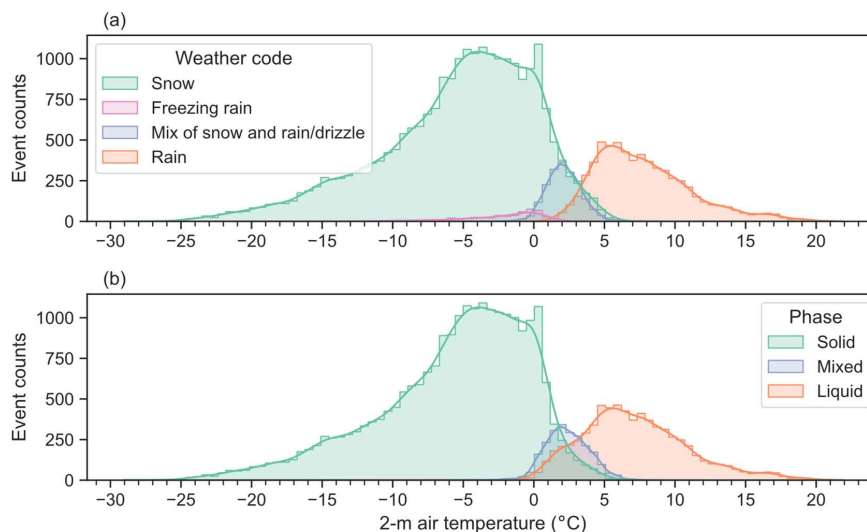 (a)
Event counts
1000
750
500
250
0
Weather code
Snow
Freezing rain
Mix of snow and rain/drizzle
Rain
−30 −25 −20 −15 −10 −5 0 5 10 15 20
(b)
Event counts
1000
750
500
250
0
Phase
Solid
Mixed
Liquid
−30 −25 −20 −15 −10 −5 0 5 10 15 20
2-m air temperature (°C)